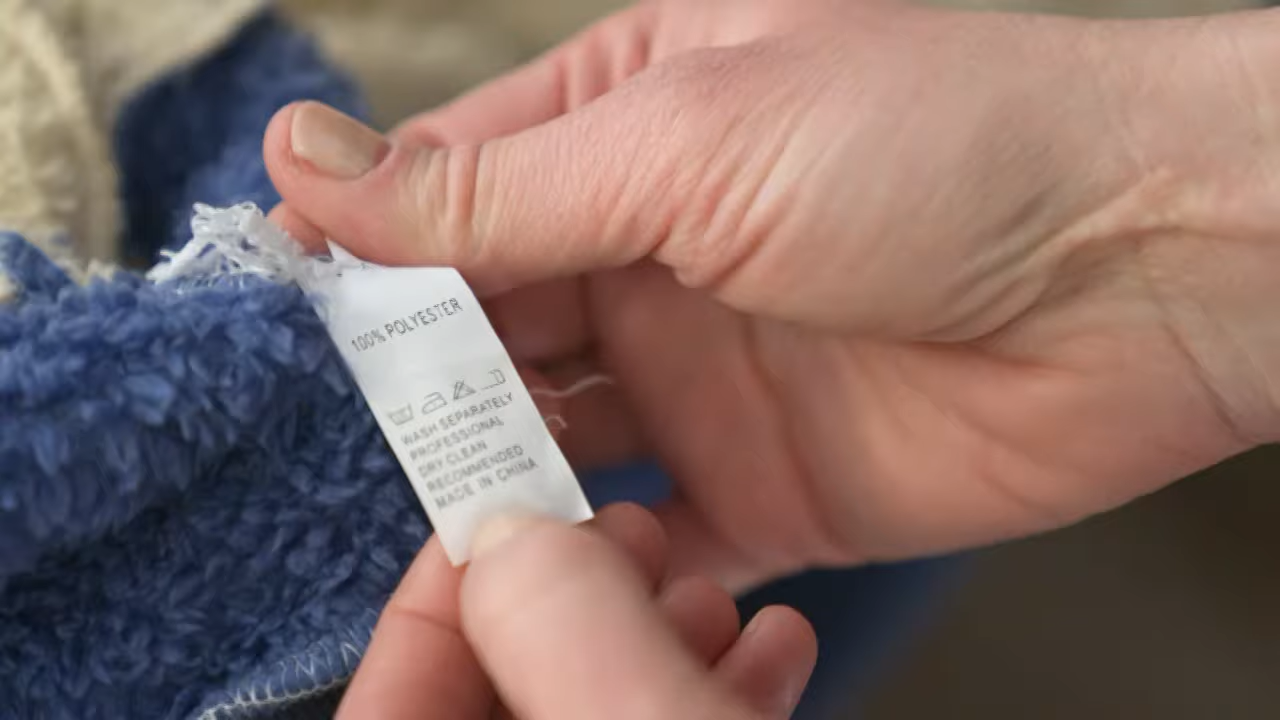 100% POLYESTER
WASH SEPARATELY
PROFESSIONAL
DRY CLEAN
RECOMMENDED
MADE IN CHINA